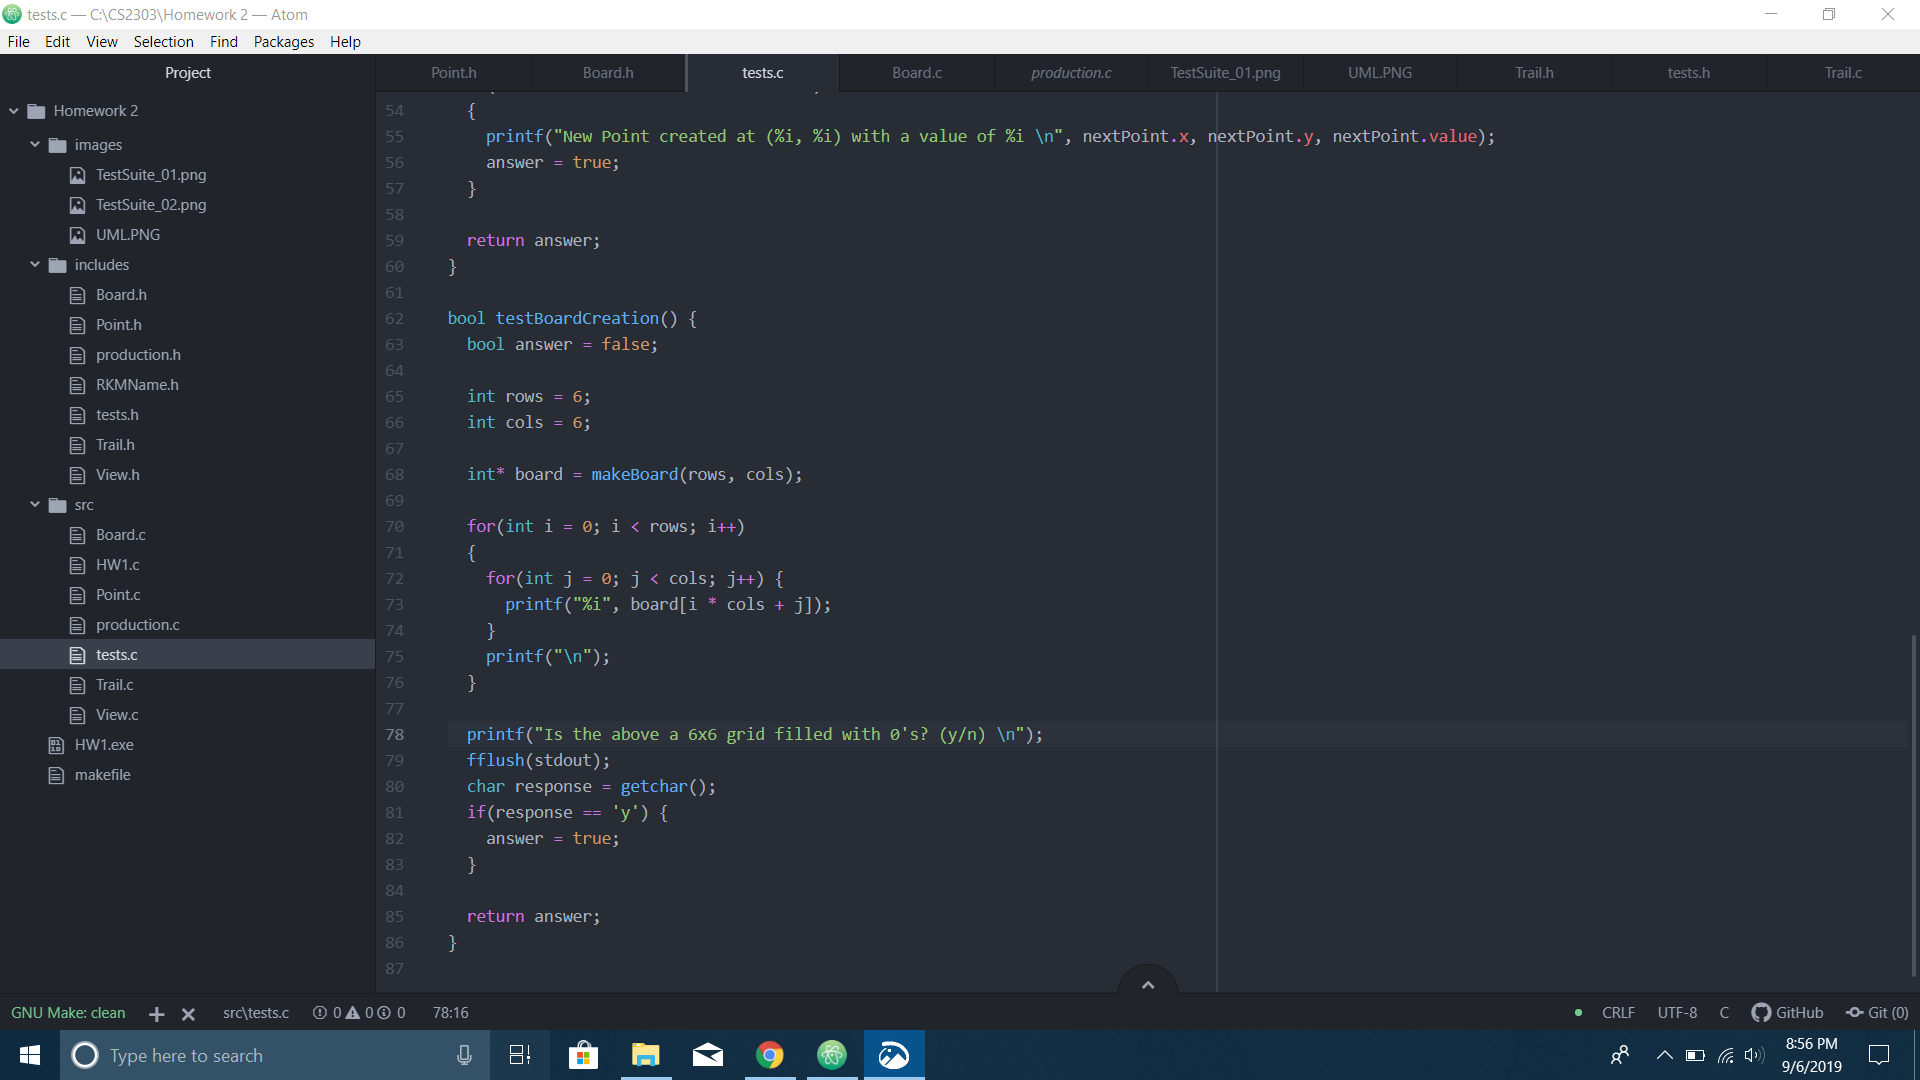 tests.c — C:\CS2303\Homework 2 — Atom
File Edit View Selection Find Packages Help
Project
Point.h Board.h tests.c Board.c production.c TestSuite_01.png UML.PNG Trail.h tests.h Trail.c
Homework 2
images
TestSuite_01.png
TestSuite_02.png
UML.PNG
includes
Board.h
Point.h
production.h
RKMName.h
tests.h
Trail.h
View.h
src
Board.c
HW1.c
Point.c
production.c
tests.c
Trail.c
View.c
HW1.exe
makefile
54 {
55 printf("New Point created at (%i, %i) with a value of %i \n", nextPoint.x, nextPoint.y, nextPoint.value);
56 answer = true;
57 }
58
59 return answer;
60 }
61
62 bool testBoardCreation() {
63 bool answer = false;
64
65 int rows = 6;
66 int cols = 6;
67
68 int* board = makeBoard(rows, cols);
69
70 for(int i = 0; i < rows; i++)
71 {
72 for(int j = 0; j < cols; j++) {
73 printf("%i", board[i * cols + j]);
74 }
75 printf("\n");
76 }
77
78 printf("Is the above a 6x6 grid filled with 0's? (y/n) \n");
79 fflush(stdout);
80 char response = getchar();
81 if(response == 'y') {
82 answer = true;
83 }
84
85 return answer;
86 }
87
GNU Make: clean src\tests.c 0 0 0 78:16 CRLF UTF-8 C GitHub Git (0)
Type here to search
8:56 PM
9/6/2019